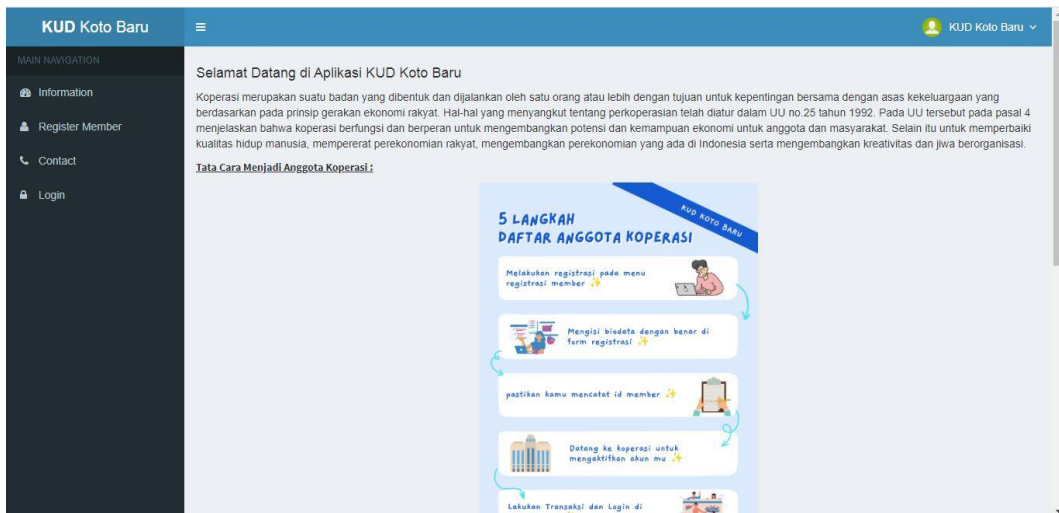 KUD Koto Baru
KUD Koto Baru
MAIN NAVIGATION
Information
Register Member
Contact
Login
Selamat Datang di Aplikasi KUD Koto Baru
Koperasi merupakan suatu badan yang dibentuk dan dijalankan oleh satu orang atau lebih dengan tujuan untuk kepentingan bersama dengan asas kekeluargaan yang
berdasarkan pada prinsip gerakan ekonomi rakyat. Hal-hal yang menyangkut tentang perkoperasian telah diatur dalam UU no.25 tahun 1992. Pada UU tersebut pada pasal 4
menjelaskan bahwa koperasi berfungsi dan berperan untuk mengembangkan potensi dan kemampuan ekonomi untuk anggota dan masyarakat. Selain itu untuk memperbaiki
kualitas hidup manusia, mempererat perekonomian rakyat, mengembangkan perekonomian yang ada di Indonesia serta mengembangkan kreativitas dan jiwa berorganisasi.
Tata Cara Menjadi Anggota Koperasi :
KUD KOTO BARU
5 LANGKAH
DAFTAR ANGGOTA KOPERASI
Melakukan registrasi pada menu
registrasi member
Mengisi biodata dengan benar di
form registrasi
pastikan kamu mencatat id member
Datang ke koperasi untuk
mengaktifkan akun mu
Lakukan Transaksi dan Login di